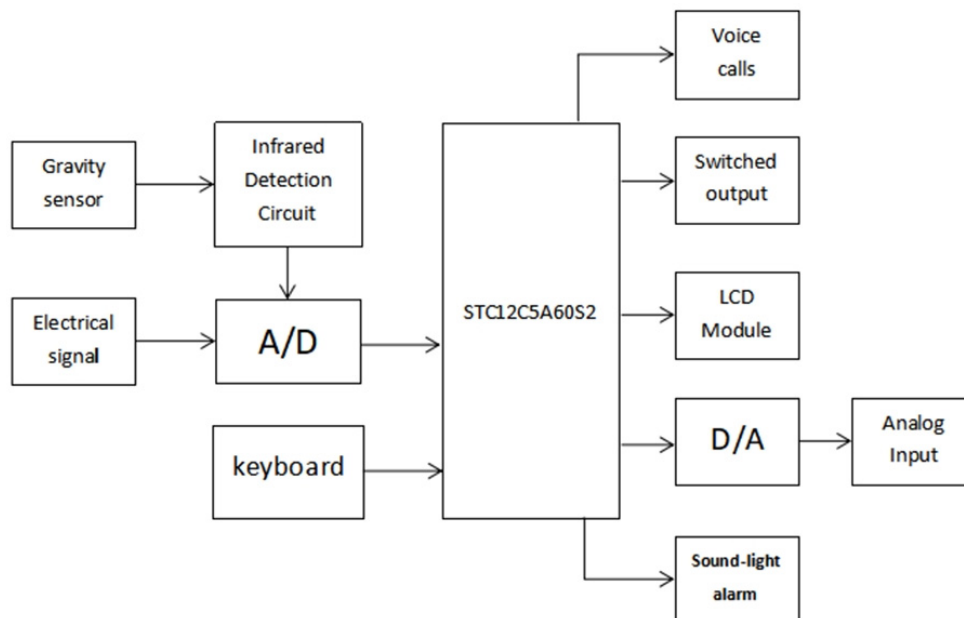 Voice
calls
Gravity
sensor
Infrared
Detection
Circuit
Switched
output
Electrical
signal
A/D
STC12C5A60S2
LCD
Module
keyboard
D/A
Analog
Input
Sound-light
alarm